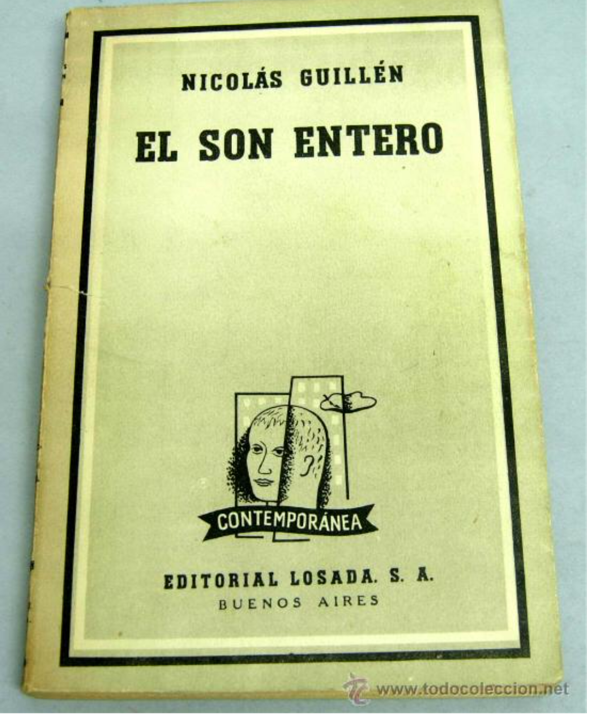 NICOLÁS GUILLÉN
EL SON ENTERO
CONTEMPORÁNEA
EDITORIAL LOSADA. S. A.
BUENOS AIRES
www.todocoleccion.net